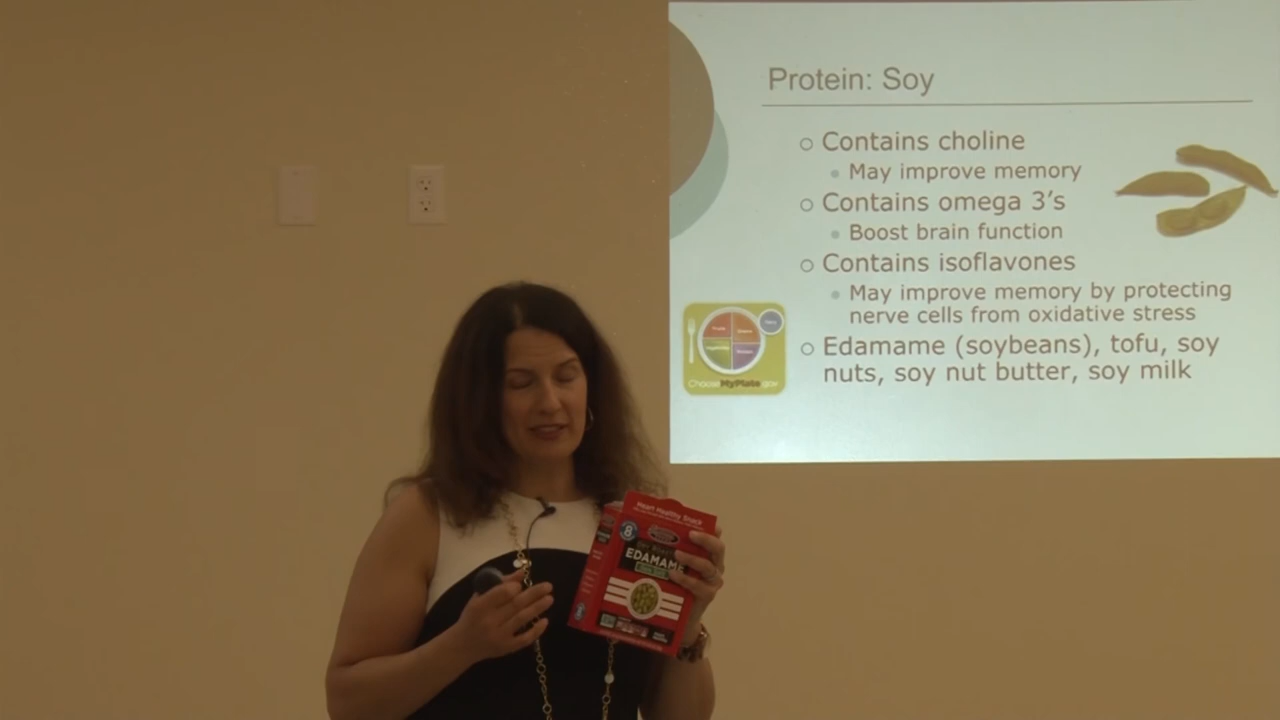 Protein: Soy
Contains choline
May improve memory
Contains omega 3's
Boost brain function
Contains isoflavones
May improve memory by protecting
nerve cells from oxidative stress
Edamame (soybeans), tofu, soy
nuts, soy nut butter, soy milk
ChooseMyPlate.gov
Heart Healthy Snack
8
EDAMAME